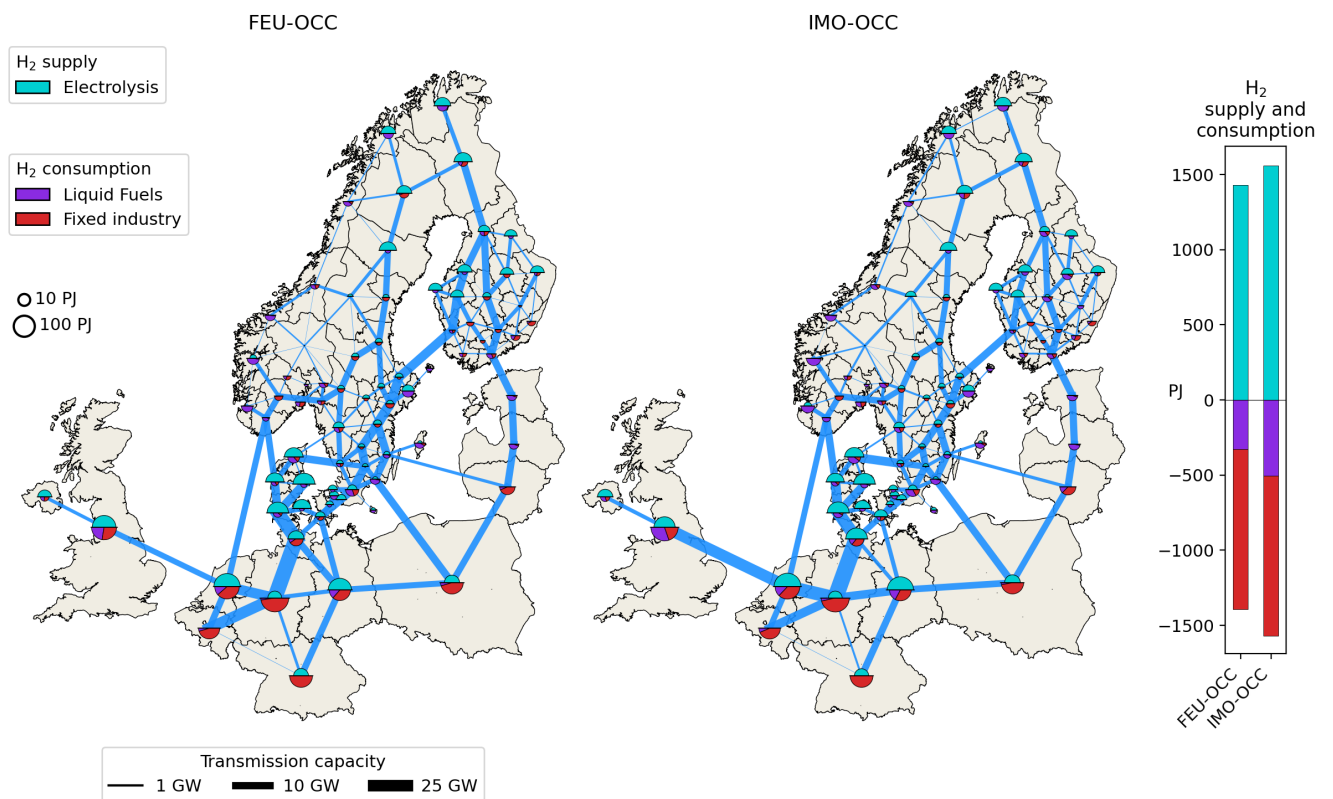 FEU-OCC
IMO-OCC
H₂ supply
Electrolysis
H₂ consumption
Liquid Fuels
Fixed industry
10 PJ
100 PJ
H₂
supply and
consumption
PJ
1500
1000
500
0
−500
−1000
−1500
FEU-OCC
IMO-OCC
Transmission capacity
1 GW
10 GW
25 GW